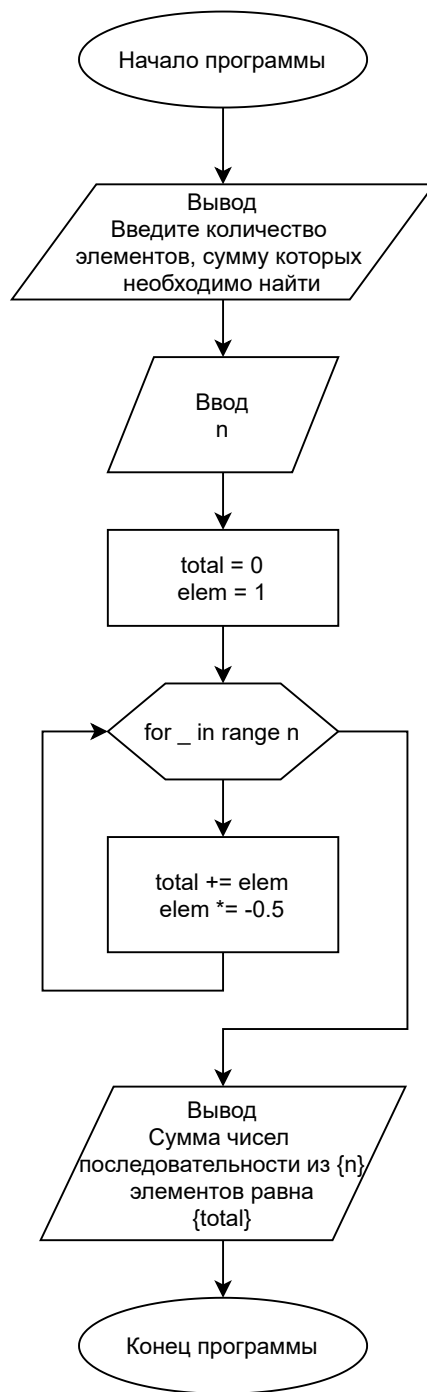 Начало программы
Вывод
Введите количество
элементов, сумму которых
необходимо найти
Ввод
n
total = 0
elem = 1
for _ in range n
total += elem
elem *= -0.5
Вывод
Сумма чисел
последовательности из {n}
элементов равна
{total}
Конец программы